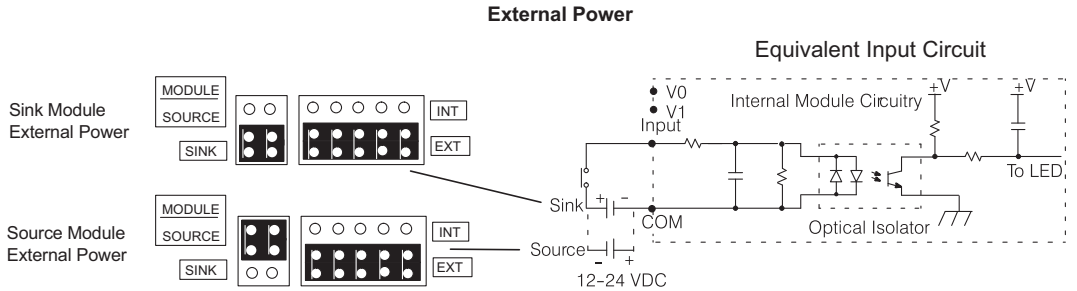 External Power
Equivalent Input Circuit
Sink Module
External Power
MODULE
SOURCE
SINK
INT
EXT
V0
V1
Input
Internal Module Circuitry
+V
+V
To LED
Sink
+ -
COM
Optical Isolator
Source Module
External Power
MODULE
SOURCE
SINK
INT
EXT
Source
- +
12-24 VDC